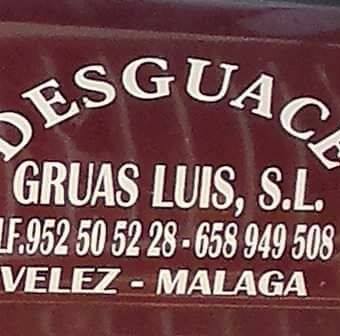 DESGUACE
GRUAS LUIS, S.L.
LF.952 50 52 28 - 658 949 508
VELEZ - MALAGA